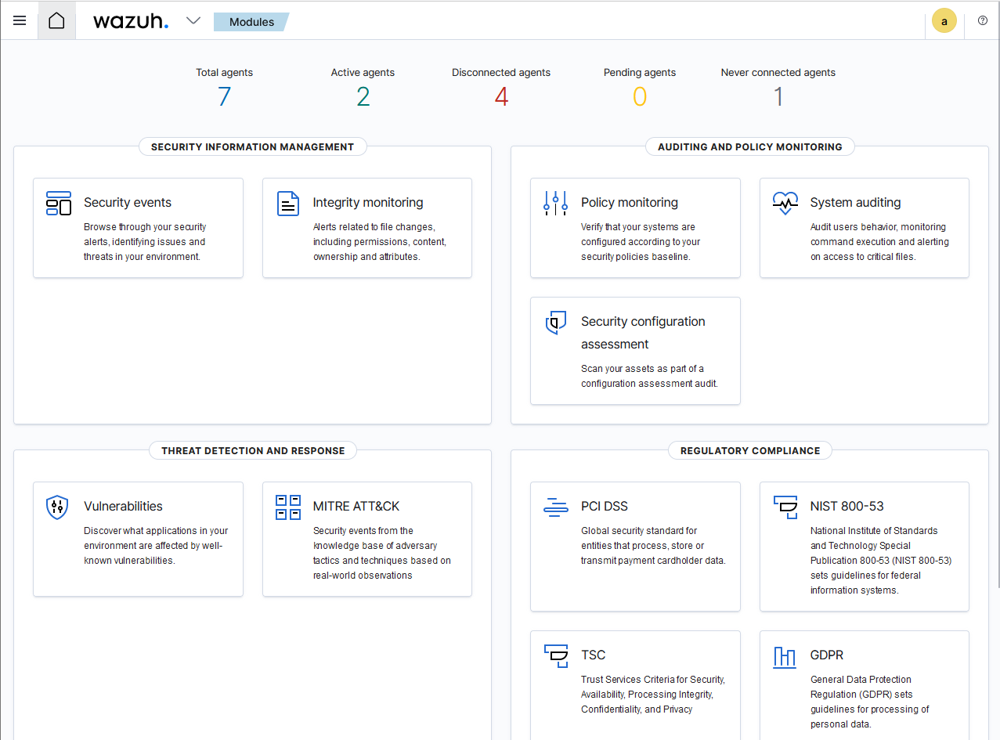 wazuh.
Modules
a
Total agents
7
Active agents
2
Disconnected agents
4
Pending agents
0
Never connected agents
1
SECURITY INFORMATION MANAGEMENT
Security events
Browse through your security
alerts, identifying issues and
threats in your environment.
Integrity monitoring
Alerts related to file changes,
including permissions, content,
ownership and attributes.
AUDITING AND POLICY MONITORING
Policy monitoring
Verify that your systems are
configured according to your
security policies baseline.
System auditing
Audit users behavior, monitoring
command execution and alerting
on access to critical files.
Security configuration
assessment
Scan your assets as part of a
configuration assessment audit.
THREAT DETECTION AND RESPONSE
Vulnerabilities
Discover what applications in your
environment are affected by well-
known vulnerabilities.
MITRE ATT&CK
Security events from the
knowledge base of adversary
tactics and techniques based on
real-world observations
REGULATORY COMPLIANCE
PCI DSS
Global security standard for
entities that process, store or
transmit payment cardholder data.
NIST 800-53
National Institute of Standards
and Technology Special
Publication 800-53 (NIST 800-53)
sets guidelines for federal
information systems.
TSC
Trust Services Criteria for Security,
Availability, Processing Integrity,
Confidentiality, and Privacy
GDPR
General Data Protection
Regulation (GDPR) sets
guidelines for processing of
personal data.